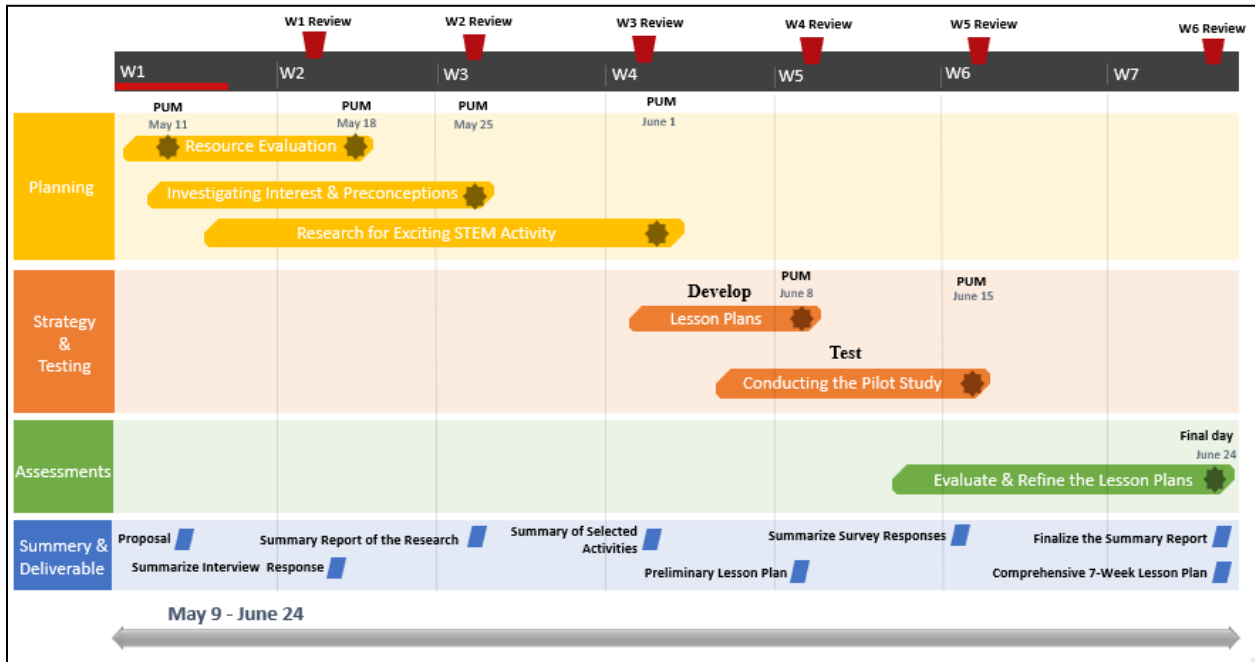 W1 Review
W2 Review
W3 Review
W4 Review
W5 Review
W6 Review
W1
W2
W3
W4
W5
W6
W7
PUM
May 11
PUM
May 18
PUM
May 25
PUM
June 1
Planning
Resource Evaluation
Investigating Interest & Preconceptions
Research for Exciting STEM Activity
Strategy
&
Testing
Develop
PUM
June 8
PUM
June 15
Lesson Plans
Test
Conducting the Pilot Study
Assessments
Final day
June 24
Evaluate & Refine the Lesson Plans
Summery &
Deliverable
Proposal
Summary Report of the Research
Summary of Selected
Activities
Summarize Survey Responses
Finalize the Summary Report
Summarize Interview Response
Preliminary Lesson Plan
Comprehensive 7-Week Lesson Plan
May 9 - June 24